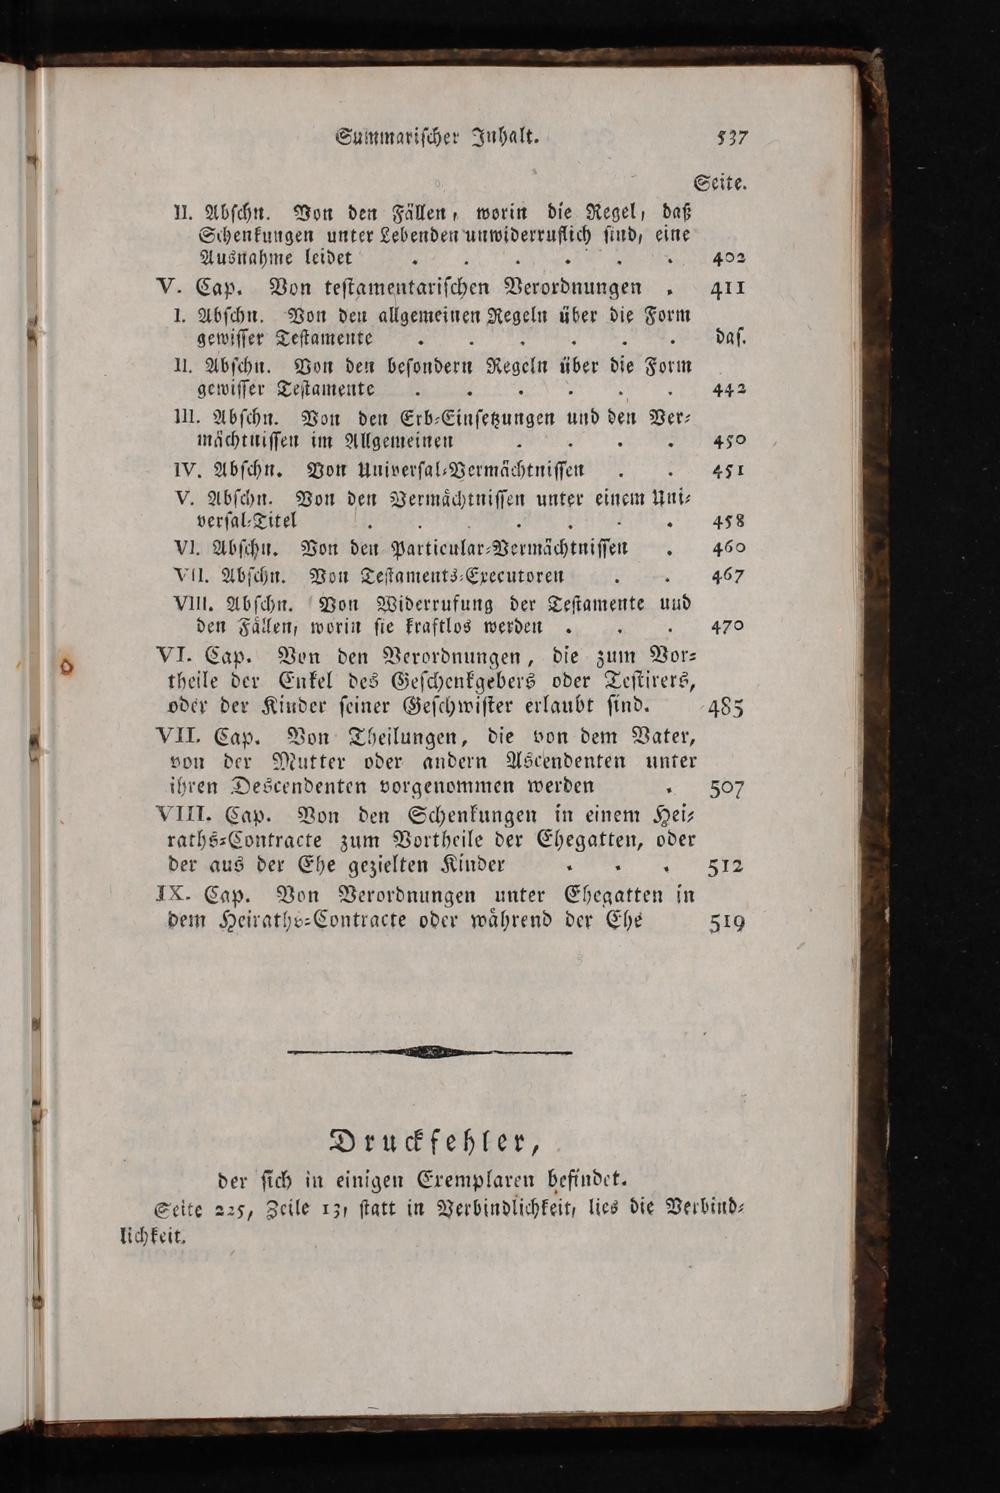 Summarischer Inhalt. 537
Seite.
II. Abschn. Von den Fällen, worin die Regel, daß
Schenkungen unter Lebenden unwiderruflich sind, eine
Ausnahme leidet . . . . . . 402
V. Cap. Von testamentarischen Verordnungen . 411
I. Abschn. Von den allgemeinen Regeln über die Form
gewisser Testamente . . . . . . das.
II. Abschn. Von den besondern Regeln über die Form
gewisser Testamente . . . . . . 442
III. Abschn. Von den Erb-Einsetzungen und den Ver-
mächtnissen im Allgemeinen . . . . 450
IV. Abschn. Von Universal-Vermächtnissen . . 451
V. Abschn. Von den Vermächtnissen unter einem Uni-
versal-Titel . . . . . . . 458
VI. Abschn. Von den Particular-Vermächtnissen . 460
VII. Abschn. Von Testaments-Executoren . . 467
VIII. Abschn. Von Widerrufung der Testamente und
den Fällen, worin sie kraftlos werden . . . 470
VI. Cap. Von den Verordnungen, die zum Vor-
theile der Enkel des Geschenkgebers oder Testirers,
oder der Kinder seiner Geschwister erlaubt sind. 485
VII. Cap. Von Theilungen, die von dem Vater,
von der Mutter oder andern Ascendenten unter
ihren Descendenten vorgenommen werden . 507
VIII. Cap. Von den Schenkungen in einem Hei-
raths-Contracte zum Vortheile der Ehegatten, oder
der aus der Ehe gezielten Kinder . . . 512
IX. Cap. Von Verordnungen unter Ehegatten in
dem Heiraths-Contracte oder während der Ehe 519
Druckfehler,
der sich in einigen Exemplaren befindet.
Seite 225, Zeile 13, statt in Verbindlichkeit, lies die Verbind-
lichkeit.